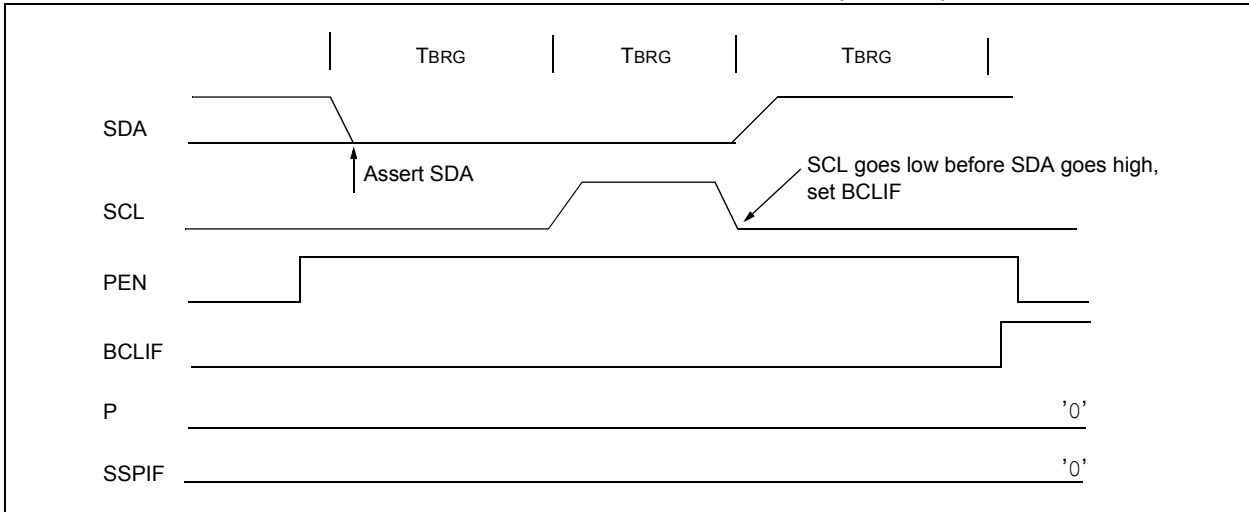 TBRG TBRG TBRG
SDA
Assert SDA
SCL goes low before SDA goes high,
set BCLIF
SCL
PEN
BCLIF
P
'0'
SSPIF
'0'